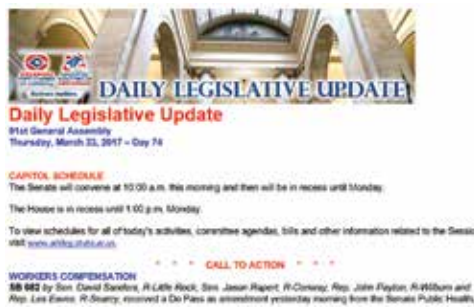 DAILY LEGISLATIVE UPDATE
Daily Legislative Update
91st General Assembly
Thursday, March 23, 2017 – Day 74
CAPITOL SCHEDULE
The Senate will convene at 10:00 a.m. this morning and then will be in recess until Monday.
The House is in recess until 1:00 p.m. Monday.
To view schedules for all of today's activities, committee agendas, bills and other information related to the Sessio
visit www.arkleg.state.ar.us.
* * * CALL TO ACTION * * *
WORKERS COMPENSATION
SB 682 by Sen. David Sanders, R-Little Rock, Sen. Jason Rapert, R-Conway, Rep. John Payton, R-Wilburn and
Rep. Les Eaves, R-Searcy, received a Do Pass as amendment yesterday morning from the Senate Public Heal